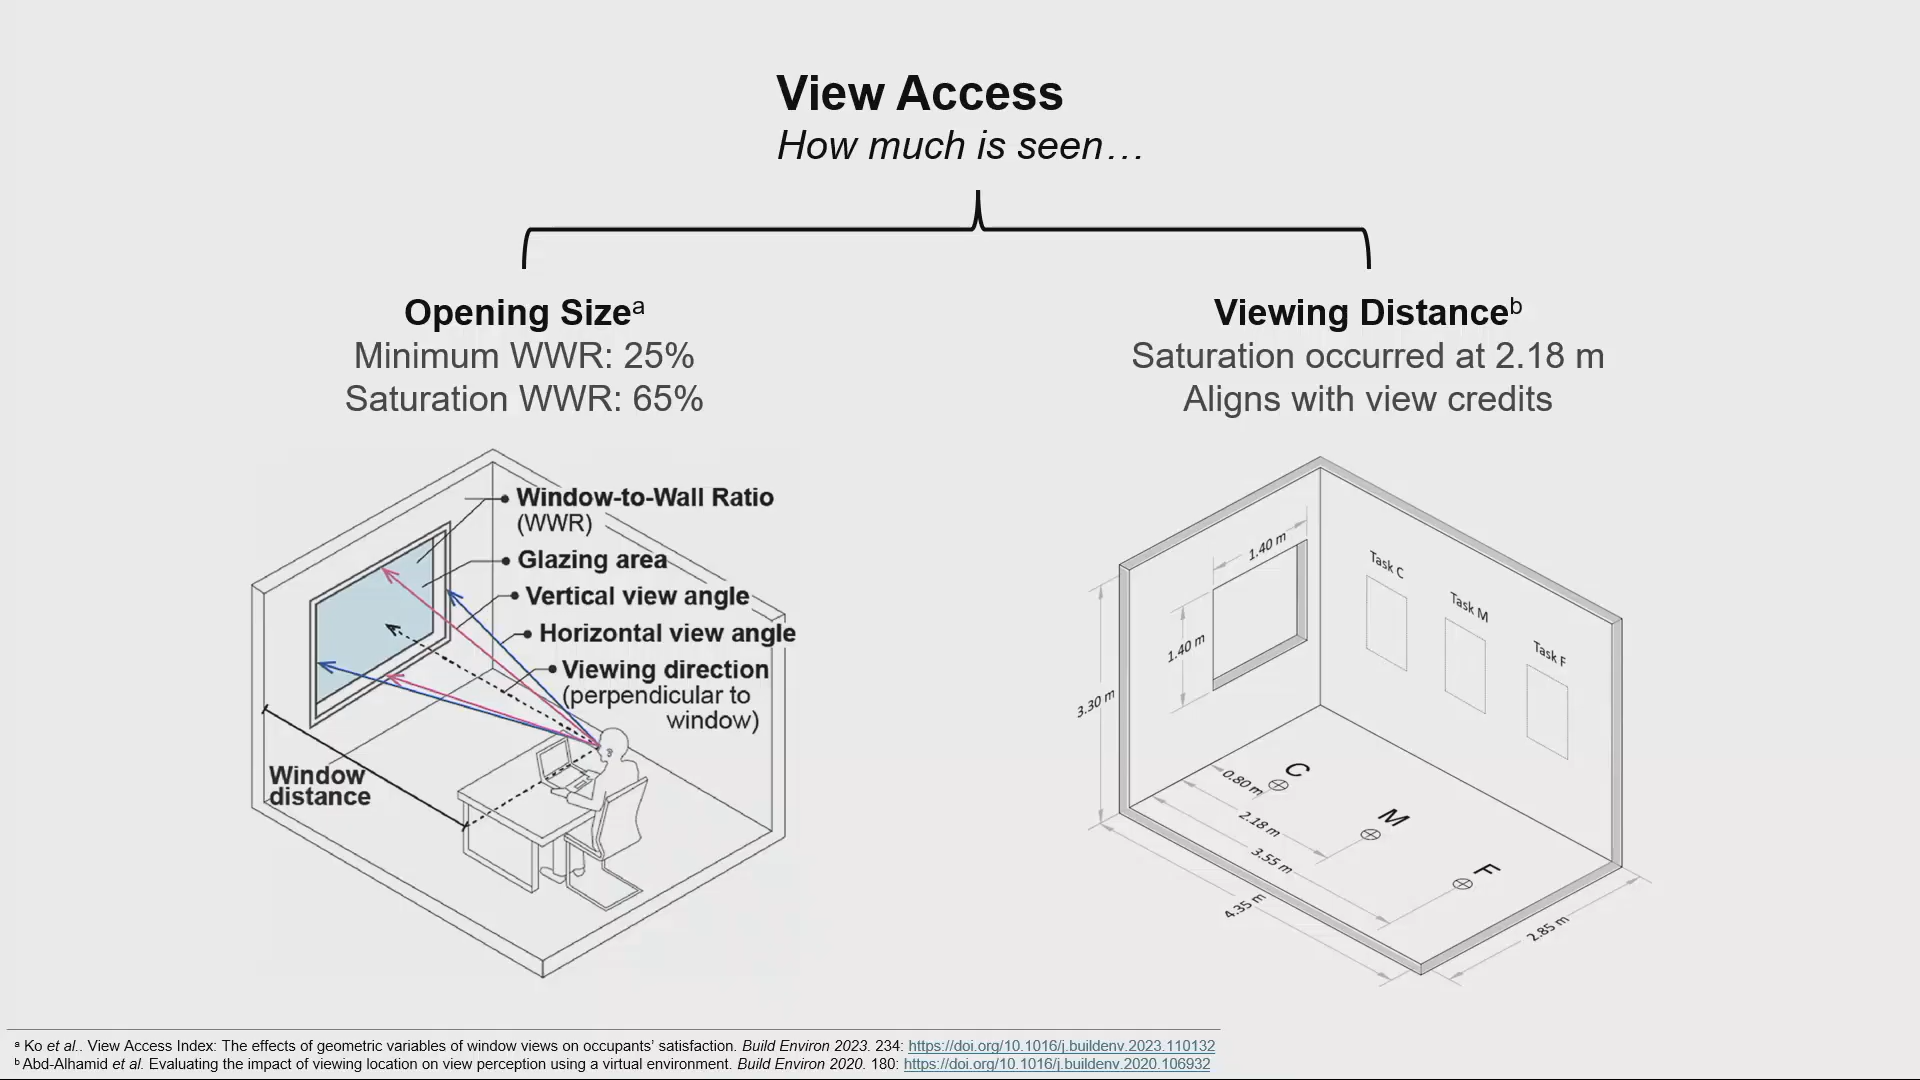 View Access
How much is seen…
Opening Sizeᵃ
Minimum WWR: 25%
Saturation WWR: 65%
Viewing Distanceᵇ
Saturation occurred at 2.18 m
Aligns with view credits
Window-to-Wall Ratio
(WWR)
Glazing area
Vertical view angle
Horizontal view angle
Viewing direction
(perpendicular to
window)
Window
distance
1.40 m
1.40 m
3.30 m
Task C
Task M
Task F
C
0.80 m
M
2.18 m
F
3.55 m
4.35 m
2.85 m
ᵃ Ko et al.. View Access Index: The effects of geometric variables of window views on occupants’ satisfaction. Build Environ 2023. 234: https://doi.org/10.1016/j.buildenv.2023.110132
ᵇ Abd-Alhamid et al. Evaluating the impact of viewing location on view perception using a virtual environment. Build Environ 2020. 180: https://doi.org/10.1016/j.buildenv.2020.106932